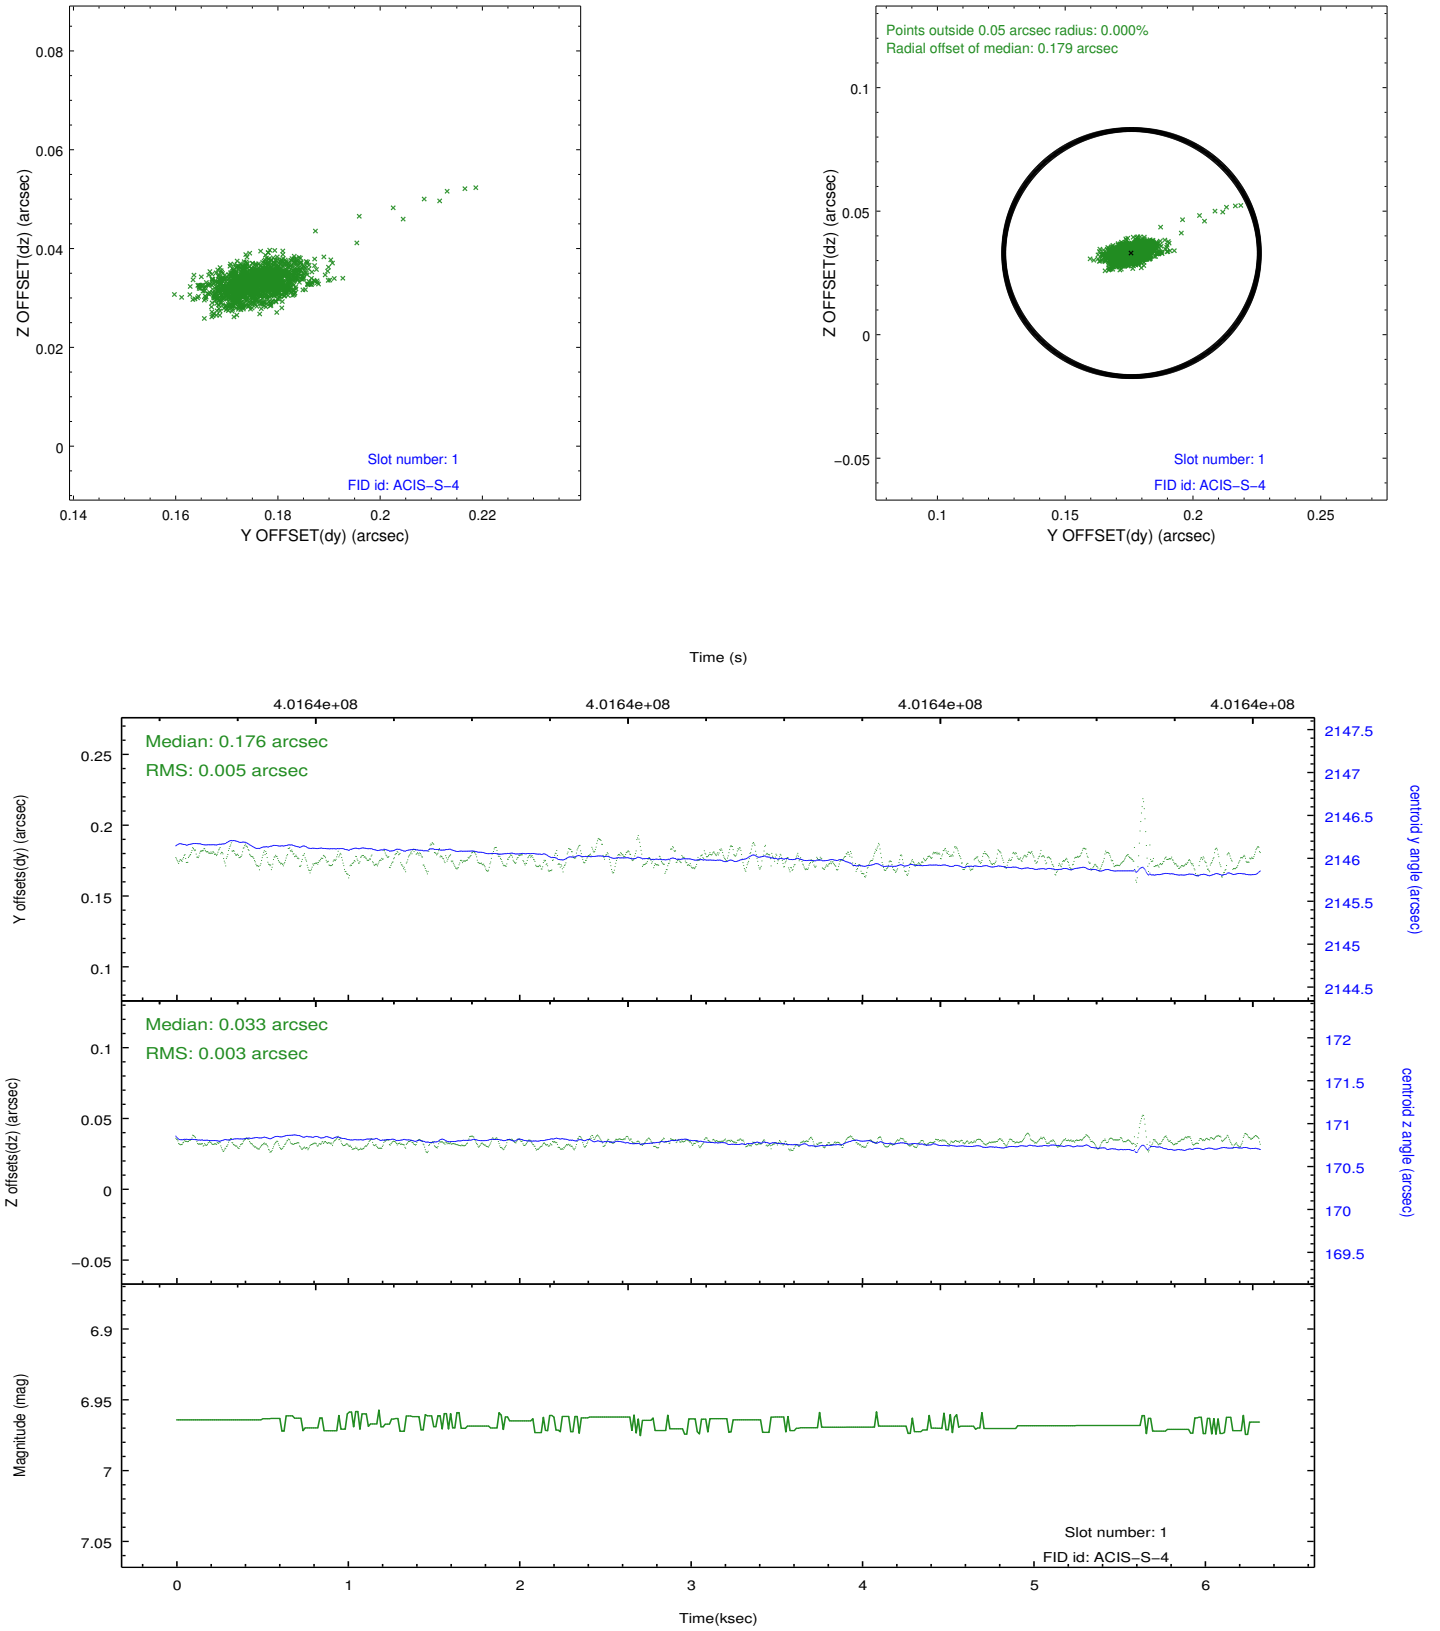 0.08
0.06
0.04
0.02
0
Z OFFSET(dz) (arcsec)
Slot number: 1
FID id: ACIS−S−4
0.14 0.16 0.18 0.2 0.22
Y OFFSET(dy) (arcsec)
Points outside 0.05 arcsec radius: 0.000%
Radial offset of median: 0.179 arcsec
0.1
0.05
0
−0.05
Z OFFSET(dz) (arcsec)
Slot number: 1
FID id: ACIS−S−4
0.1 0.15 0.2 0.25
Y OFFSET(dy) (arcsec)
Time (s)
4.0164e+08 4.0164e+08 4.0164e+08 4.0164e+08
Median: 0.176 arcsec
RMS: 0.005 arcsec
0.25
0.2
0.15
0.1
Y offsets(dy) (arcsec)
2147.5
2147
2146.5
2146
2145.5
2145
2144.5
centroid y angle (arcsec)
Median: 0.033 arcsec
RMS: 0.003 arcsec
0.1
0.05
0
−0.05
Z offsets(dz) (arcsec)
172
171.5
171
170.5
170
169.5
centroid z angle (arcsec)
6.9
6.95
7
7.05
Magnitude (mag)
Slot number: 1
FID id: ACIS−S−4
0 1 2 3 4 5 6
Time(ksec)